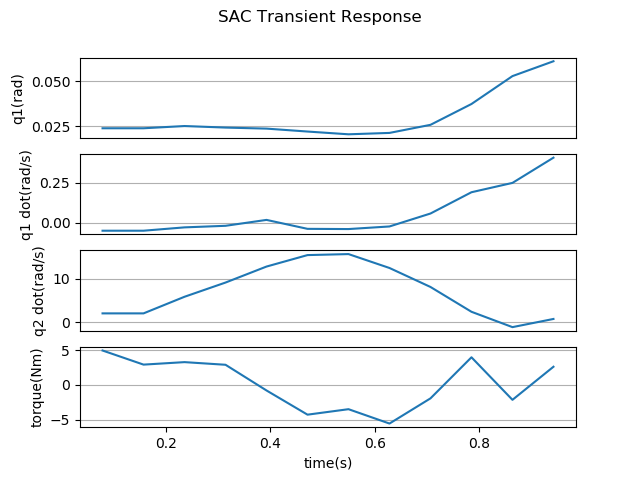 SAC Transient Response
q1(rad)
0.050
0.025
q1 dot(rad/s)
0.25
0.00
q2 dot(rad/s)
10
0
torque(Nm)
5
0
−5
0.2 0.4 0.6 0.8
time(s)